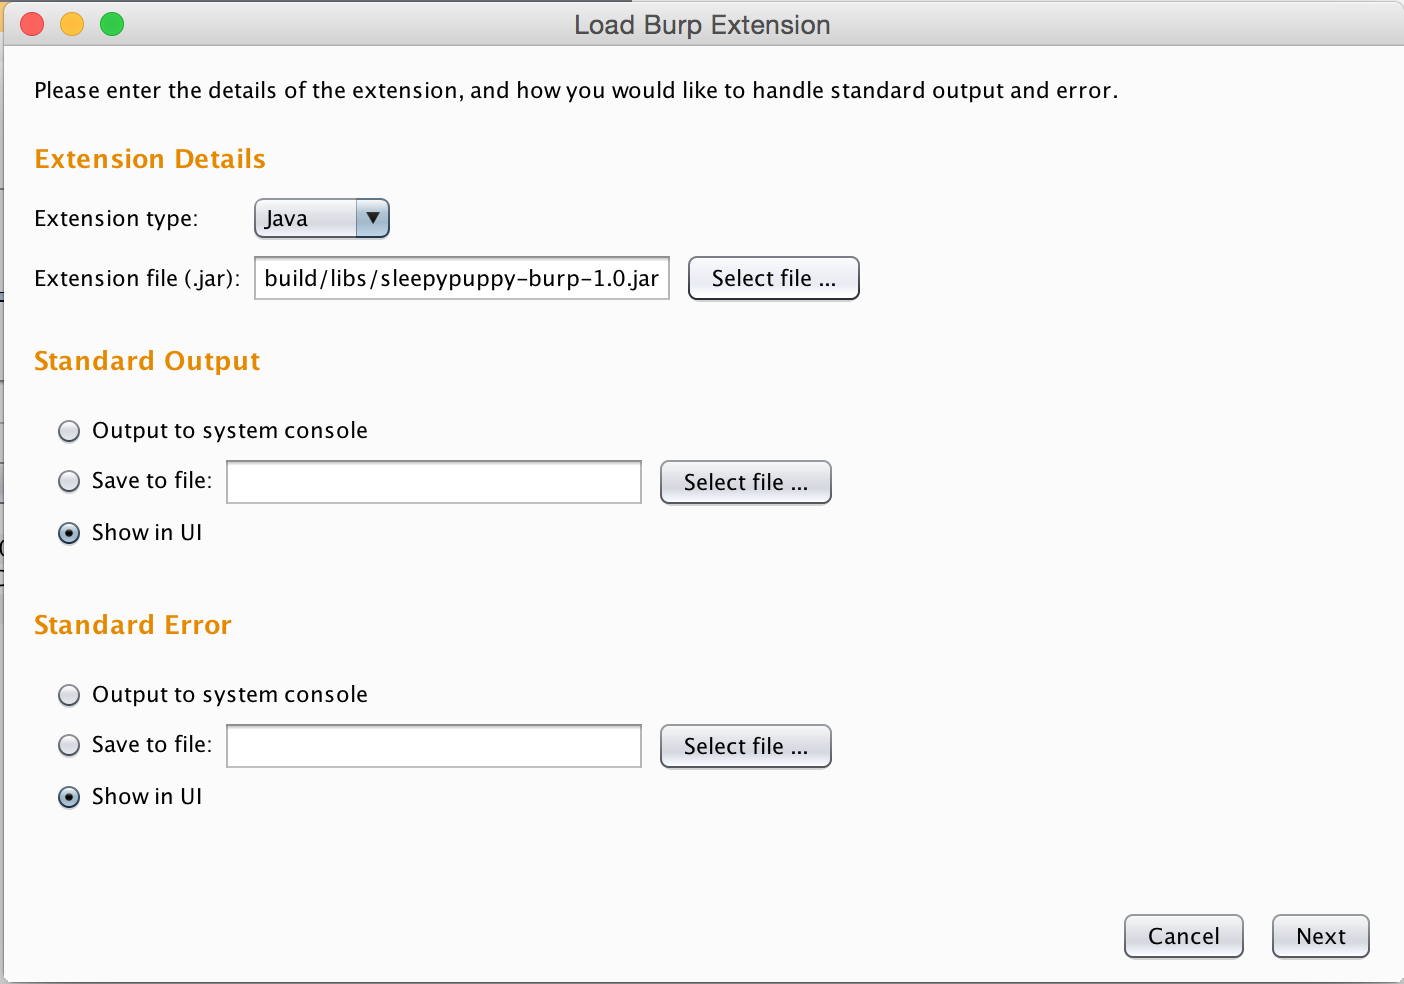 Load Burp Extension
Please enter the details of the extension, and how you would like to handle standard output and error.
Extension Details
Extension type: Java
Extension file (.jar): build/libs/sleepypuppy-burp-1.0.jar Select file ...
Standard Output
Output to system console
Save to file: Select file ...
Show in UI
Standard Error
Output to system console
Save to file: Select file ...
Show in UI
Cancel Next